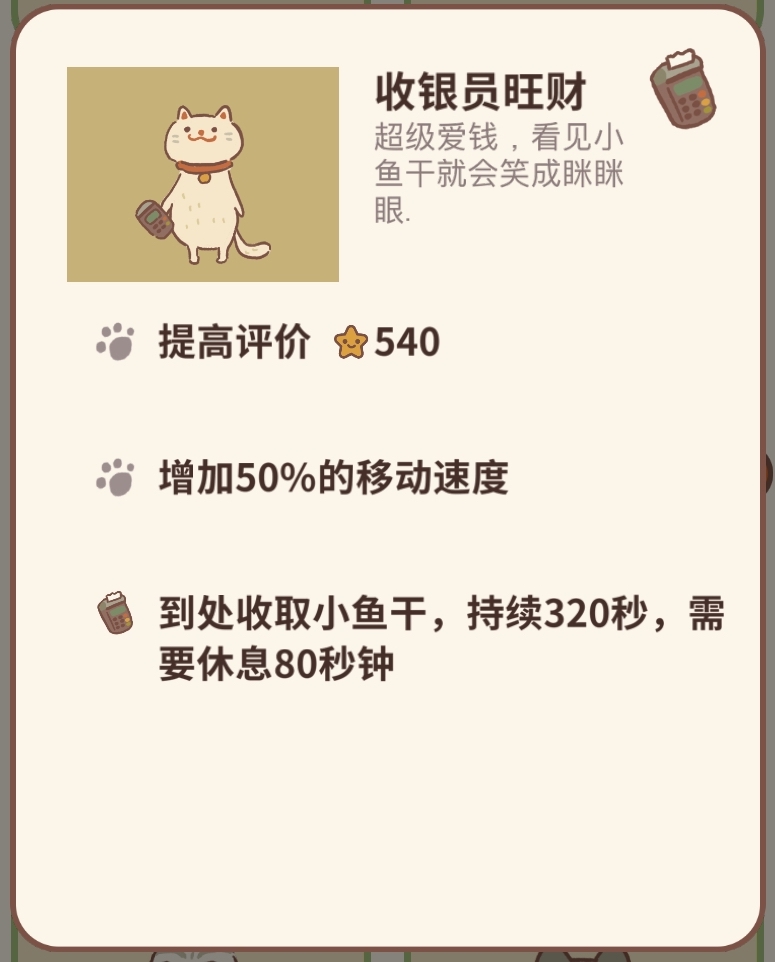 收银员旺财
超级爱钱，看见小
鱼干就会笑成眯眯
眼.
提高评价 540
增加50%的移动速度
到处收取小鱼干，持续320秒，需
要休息80秒钟